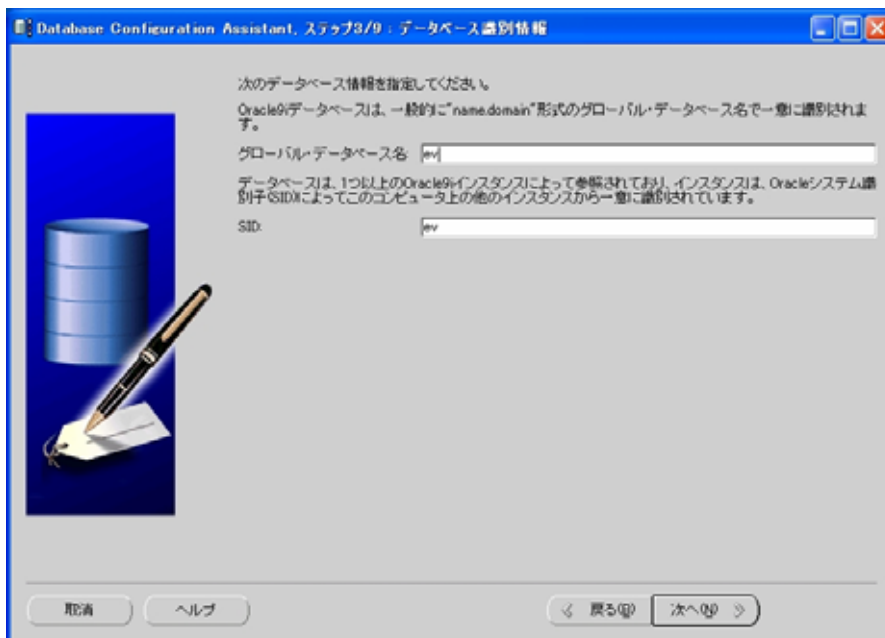 Database Configuration Assistant, ステップ3/9 : データベース識別情報
次のデータベース情報を指定してください。
Oracle9iデータベースは、一般的に"name.domain"形式のグローバル・データベース名で一意に識別されま
す。
グローバル・データベース名: ev
データベースは、1つ以上のOracle9iインスタンスによって参照されており、インスタンスは、Oracleシステム識
別子(SID)によってこのコンピュータ上の他のインスタンスから一意に識別されています。
SID: ev
取消
ヘルプ
戻る(B)
次へ(N)